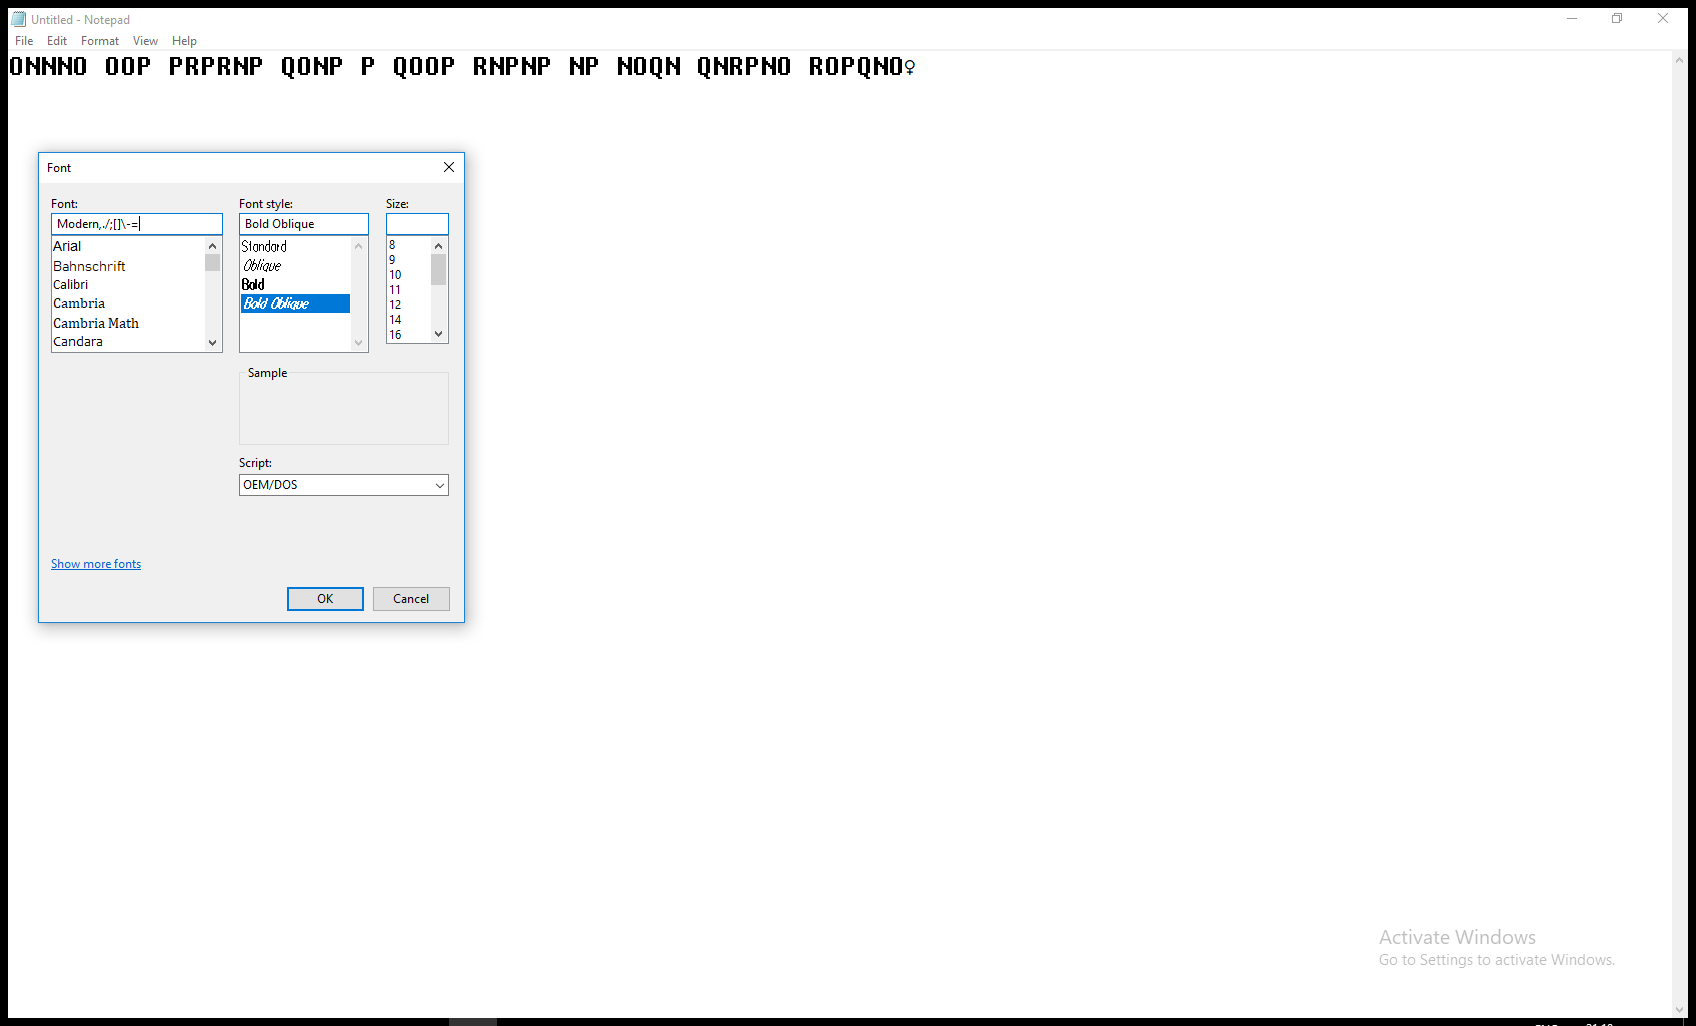 Untitled - Notepad
File Edit Format View Help
ONNNO OOP PRPRNP QONP P QOOP RNPNP NP NOQN QNRPNO ROPQNO♀
Font
Font:
Modern,./;[]\-=
Arial
Bahnschrift
Calibri
Cambria
Cambria Math
Candara
Font style:
Bold Oblique
Standard
Oblique
Bold
Bold Oblique
Size:
8
9
10
11
12
14
16
Sample
Script:
OEM/DOS
Show more fonts
OK Cancel
Activate Windows
Go to Settings to activate Windows.